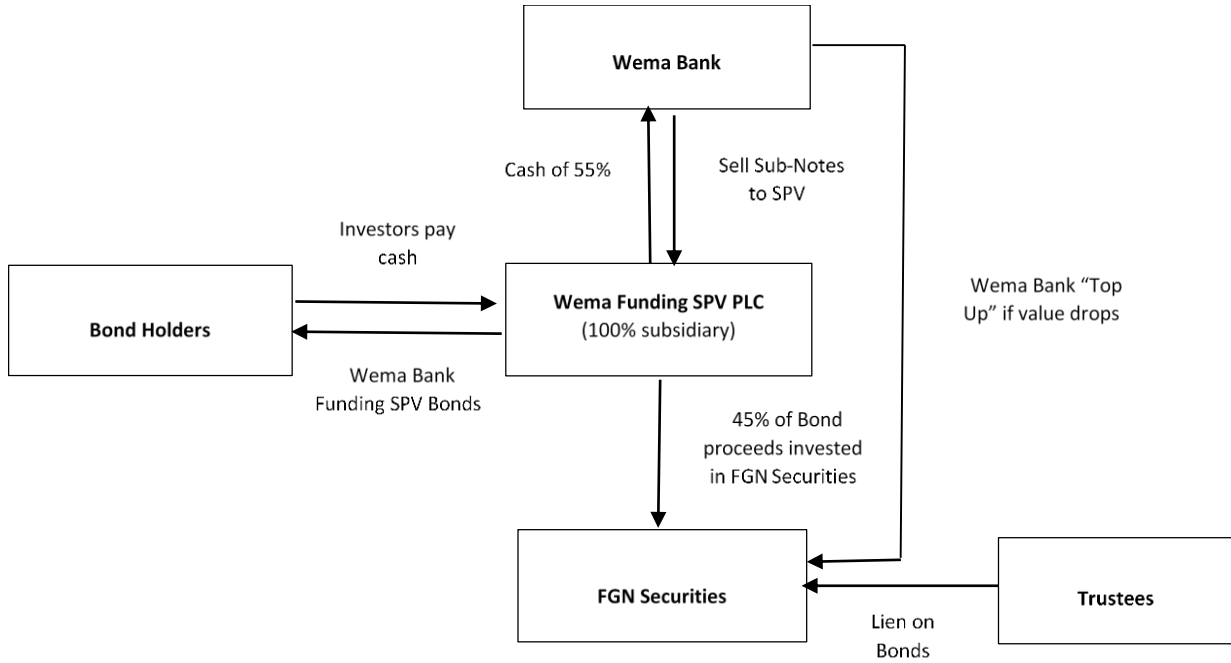 Wema Bank
Cash of 55%
Sell Sub-Notes
to SPV
Investors pay
cash
Wema Funding SPV PLC
(100% subsidiary)
Wema Bank “Top
Up” if value drops
Bond Holders
Wema Bank
Funding SPV Bonds
45% of Bond
proceeds invested
in FGN Securities
FGN Securities
Trustees
Lien on
Bonds